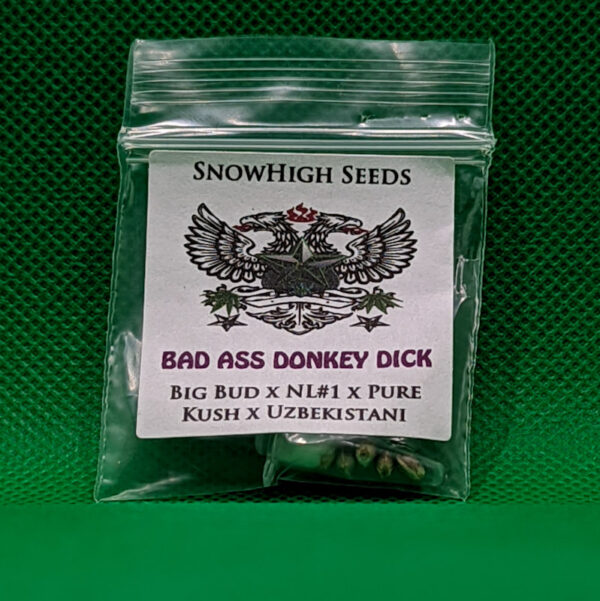 SnowHigh Seeds
BAD ASS DONKEY DICK
Big Bud x NL#1 x Pure
Kush x Uzbekistani